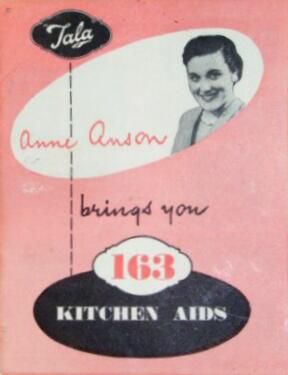 Tala
Anne Anson
brings you
163
KITCHEN AIDS